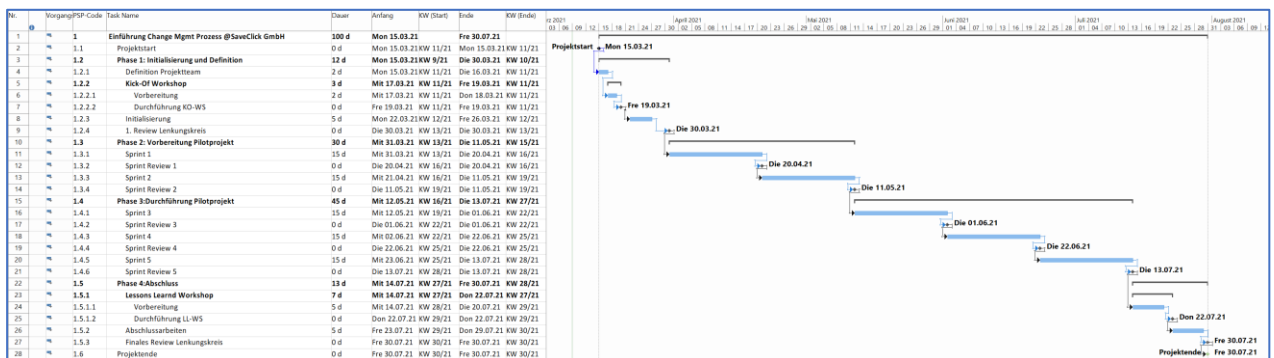 Nr. Vorgang PSP-Code Task Name Dauer Anfang KW (Start) Ende KW (Ende) rz 2021 April 2021 Mai 2021 Juni 2021 Juli 2021 August 2021
1 1 Einführung Change Mgmt Prozess @SaveClick GmbH 100 d Mon 15.03.21 Fre 30.07.21
2 1.1 Projektstart 0 d Mon 15.03.21 KW 11/21 Mon 15.03.21 KW 11/21 Projektstart Mon 15.03.21
3 1.2 Phase 1: Initialisierung und Definition 12 d Mon 15.03.21 KW 9/21 Die 30.03.21 KW 10/21
4 1.2.1 Definition Projektteam 2 d Mon 15.03.21 KW 11/21 Die 16.03.21 KW 11/21
5 1.2.2 Kick-Of Workshop 3 d Mit 17.03.21 KW 11/21 Fre 19.03.21 KW 11/21
6 1.2.2.1 Vorbereitung 2 d Mit 17.03.21 KW 11/21 Don 18.03.21 KW 11/21
7 1.2.2.2 Durchführung KO-WS 0 d Fre 19.03.21 KW 11/21 Fre 19.03.21 KW 11/21 Fre 19.03.21
8 1.2.3 Initialisierung 5 d Mon 22.03.21 KW 12/21 Fre 26.03.21 KW 12/21
9 1.2.4 1. Review Lenkungskreis 0 d Die 30.03.21 KW 13/21 Die 30.03.21 KW 13/21 Die 30.03.21
10 1.3 Phase 2: Vorbereitung Pilotprojekt 30 d Mit 31.03.21 KW 13/21 Die 11.05.21 KW 15/21
11 1.3.1 Sprint 1 15 d Mit 31.03.21 KW 13/21 Die 20.04.21 KW 16/21
12 1.3.2 Sprint Review 1 0 d Die 20.04.21 KW 16/21 Die 20.04.21 KW 16/21 Die 20.04.21
13 1.3.3 Sprint 2 15 d Mit 21.04.21 KW 16/21 Die 11.05.21 KW 19/21
14 1.3.4 Sprint Review 2 0 d Die 11.05.21 KW 19/21 Die 11.05.21 KW 19/21 Die 11.05.21
15 1.4 Phase 3:Durchführung Pilotprojekt 45 d Mit 12.05.21 KW 16/21 Die 13.07.21 KW 27/21
16 1.4.1 Sprint 3 15 d Mit 12.05.21 KW 19/21 Die 01.06.21 KW 22/21
17 1.4.2 Sprint Review 3 0 d Die 01.06.21 KW 22/21 Die 01.06.21 KW 22/21 Die 01.06.21
18 1.4.3 Sprint 4 15 d Mit 02.06.21 KW 22/21 Die 22.06.21 KW 25/21
19 1.4.4 Sprint Review 4 0 d Die 22.06.21 KW 25/21 Die 22.06.21 KW 25/21 Die 22.06.21
20 1.4.5 Sprint 5 15 d Mit 23.06.21 KW 25/21 Die 13.07.21 KW 28/21
21 1.4.6 Sprint Review 5 0 d Die 13.07.21 KW 28/21 Die 13.07.21 KW 28/21 Die 13.07.21
22 1.5 Phase 4:Abschluss 13 d Mit 14.07.21 KW 27/21 Fre 30.07.21 KW 28/21
23 1.5.1 Lessons Learnd Workshop 7 d Mit 14.07.21 KW 27/21 Don 22.07.21 KW 27/21
24 1.5.1.1 Vorbereitung 5 d Mit 14.07.21 KW 28/21 Die 20.07.21 KW 29/21
25 1.5.1.2 Durchführung LL-WS 0 d Don 22.07.21 KW 29/21 Don 22.07.21 KW 29/21 Don 22.07.21
26 1.5.2 Abschlussarbeiten 5 d Fre 23.07.21 KW 29/21 Don 29.07.21 KW 30/21
27 1.5.3 Finales Review Lenkungskreis 0 d Fre 30.07.21 KW 30/21 Fre 30.07.21 KW 30/21 Fre 30.07.21
28 1.6 Projektende 0 d Fre 30.07.21 KW 30/21 Fre 30.07.21 KW 30/21 Projektende Fre 30.07.21